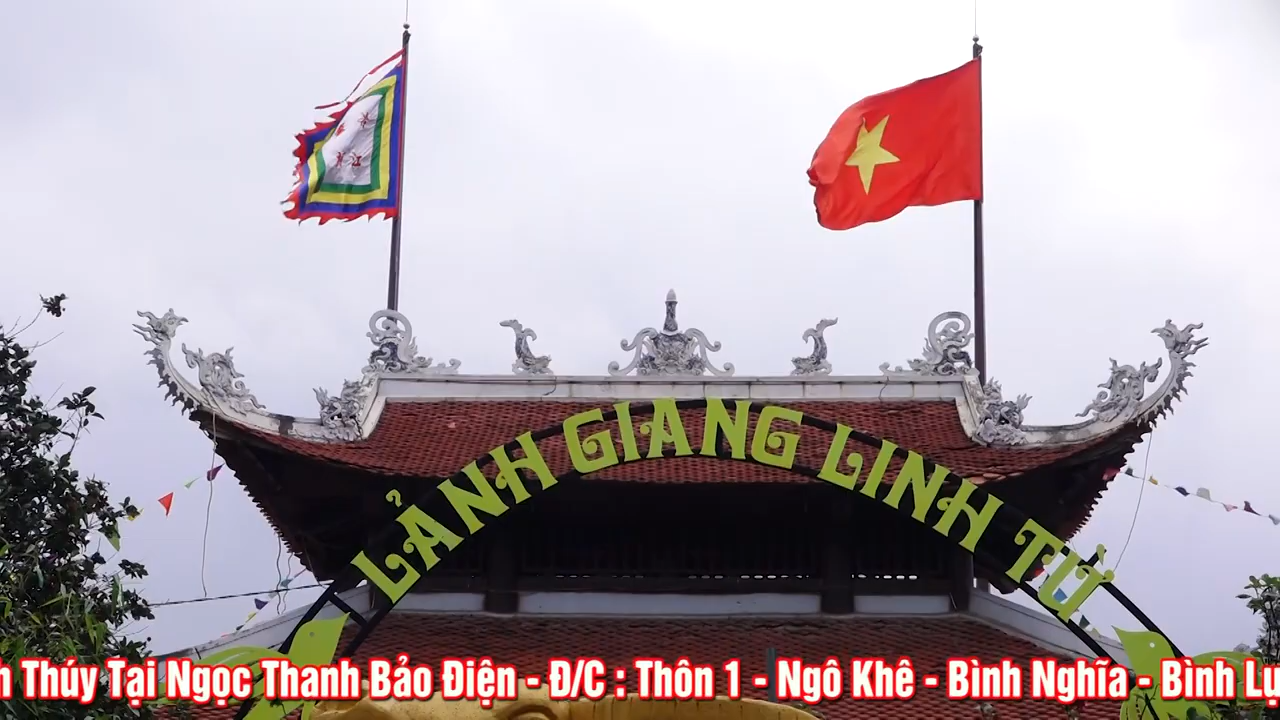 LẢNH GIANG LINH TỪ
Thúy Tại Ngọc Thanh Bảo Điện - Đ/C : Thôn 1 - Ngô Khê - Bình Nghĩa - Bình